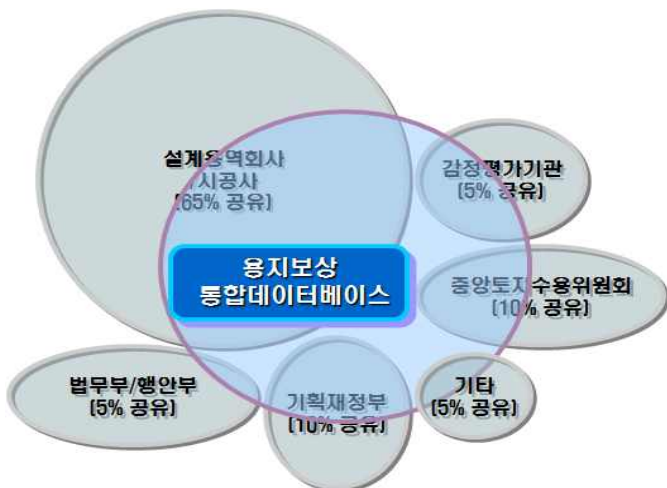 설계용역회사
/시공사
(65% 공유)
감정평가기관
(5% 공유)
용지보상
통합데이터베이스
중앙토지수용위원회
(10% 공유)
법무부/행안부
(5% 공유)
기획재정부
(10% 공유)
기타
(5% 공유)